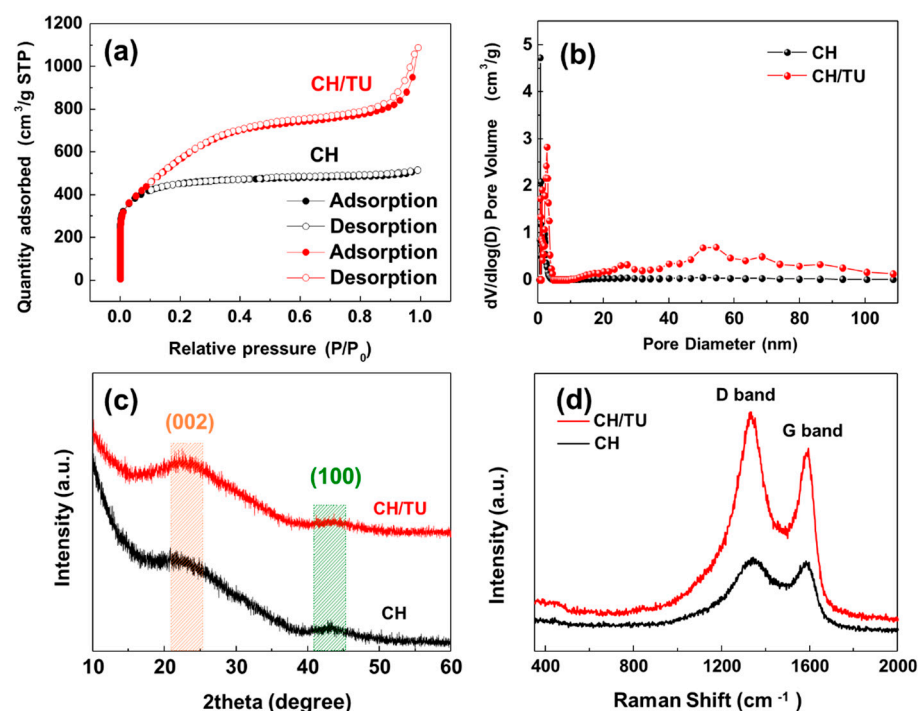 (a)
Quantity adsorbed (cm³/g STP)
1200
1000
800
600
400
200
0
CH/TU
CH
Adsorption
Desorption
Adsorption
Desorption
0.0 0.2 0.4 0.6 0.8 1.0
Relative pressure (P/P₀)
(b)
dV/dlog(D) Pore Volume (cm³/g)
5
4
3
2
1
0
CH
CH/TU
0 20 40 60 80 100
Pore Diameter (nm)
(c)
Intensity (a.u.)
(002)
(100)
CH/TU
CH
10 20 30 40 50 60
2theta (degree)
(d)
Intensity (a.u.)
CH/TU
CH
D band
G band
400 800 1200 1600 2000
Raman Shift (cm⁻¹)